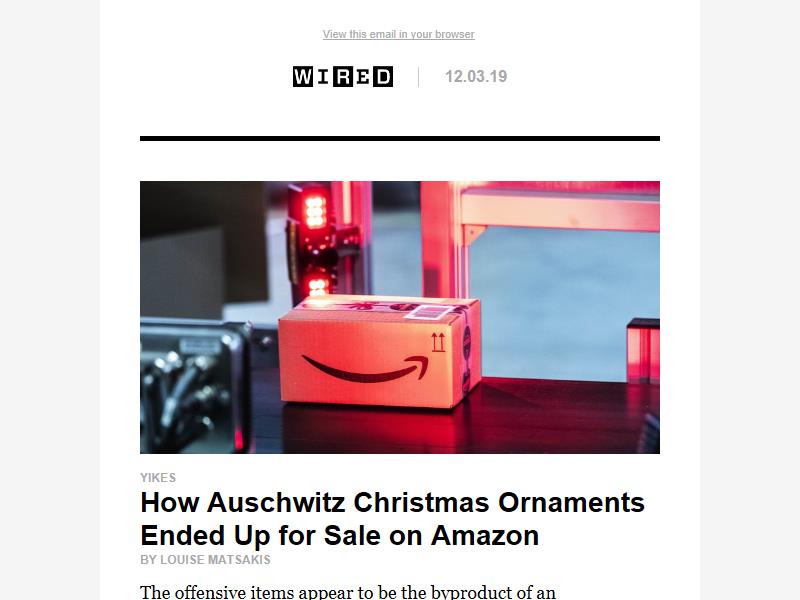 View this email in your browser
WIRED
12.03.19
YIKES
How Auschwitz Christmas Ornaments
Ended Up for Sale on Amazon
BY LOUISE MATSAKIS
The offensive items appear to be the byproduct of an